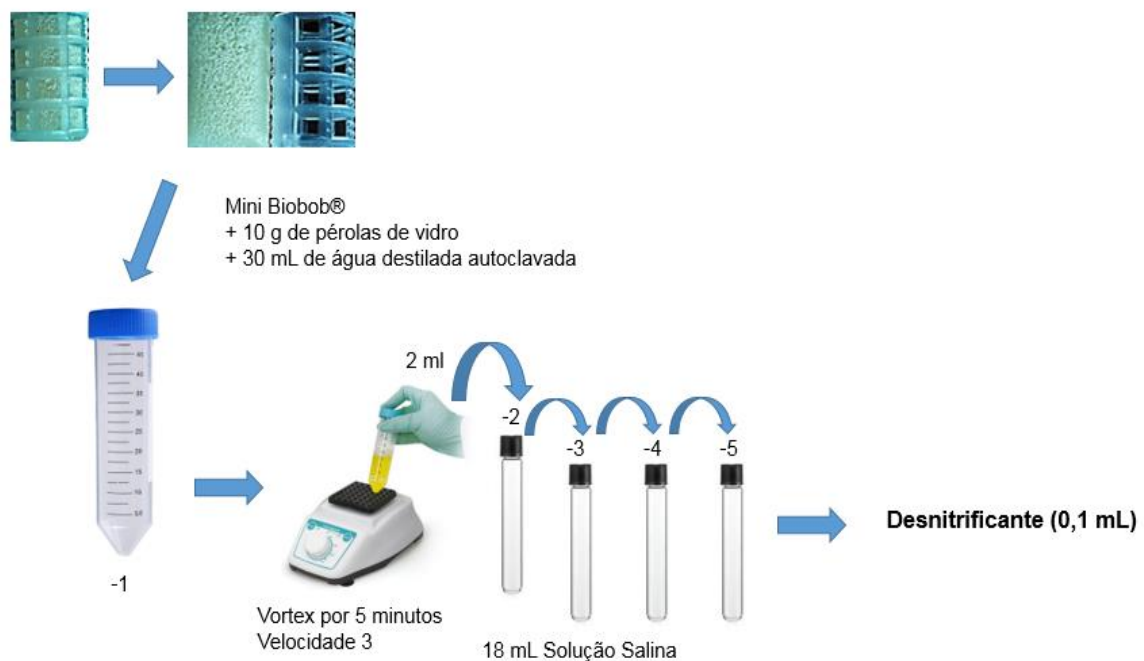 Mini Biobob®
+ 10 g de pérolas de vidro
+ 30 mL de água destilada autoclavada
2 ml
-2
-3
-4
-5
Desnitrificante (0,1 mL)
-1
Vortex por 5 minutos
Velocidade 3
18 mL Solução Salina